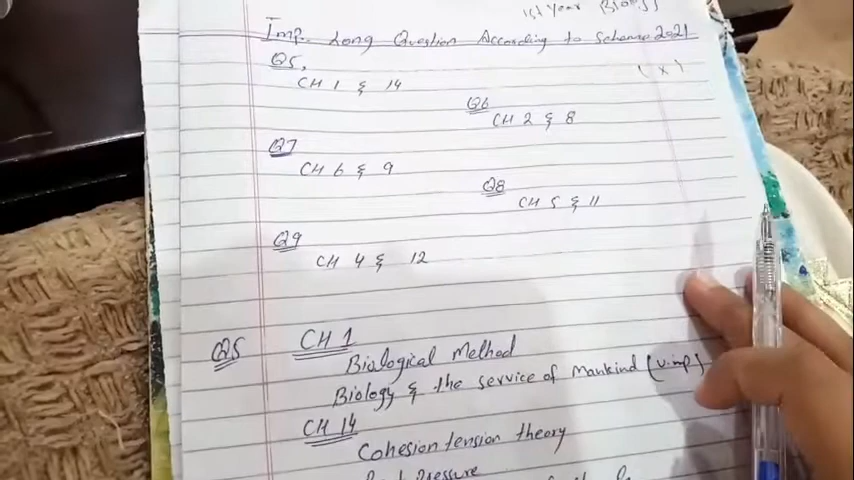 1st year Biology
Imp. Long Question According to Scheme 2021
Q5,
CH 1 & 14
(x)
Q6
CH 2 & 8
Q7
CH 6 & 9
Q8
CH 5 & 11
Q9
CH 4 & 12
Q5 CH 1
Biological Method
Biology & the service of Mankind (v.imp)
CH 14
Cohesion tension theory
Pressure